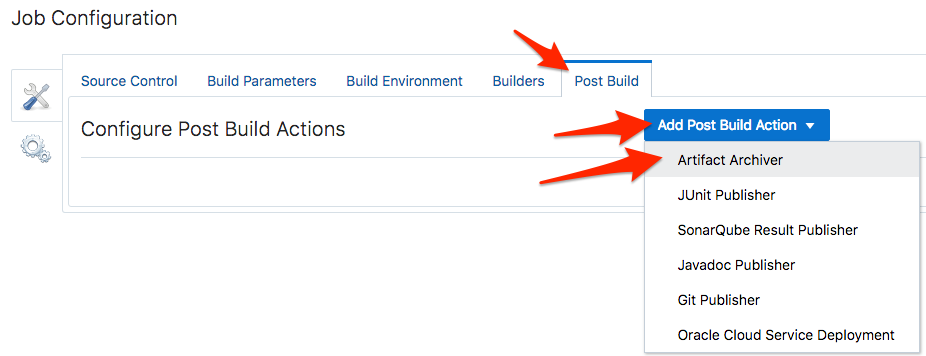 Job Configuration
Source Control Build Parameters Build Environment Builders Post Build
Configure Post Build Actions
Add Post Build Action
Artifact Archiver
JUnit Publisher
SonarQube Result Publisher
Javadoc Publisher
Git Publisher
Oracle Cloud Service Deployment